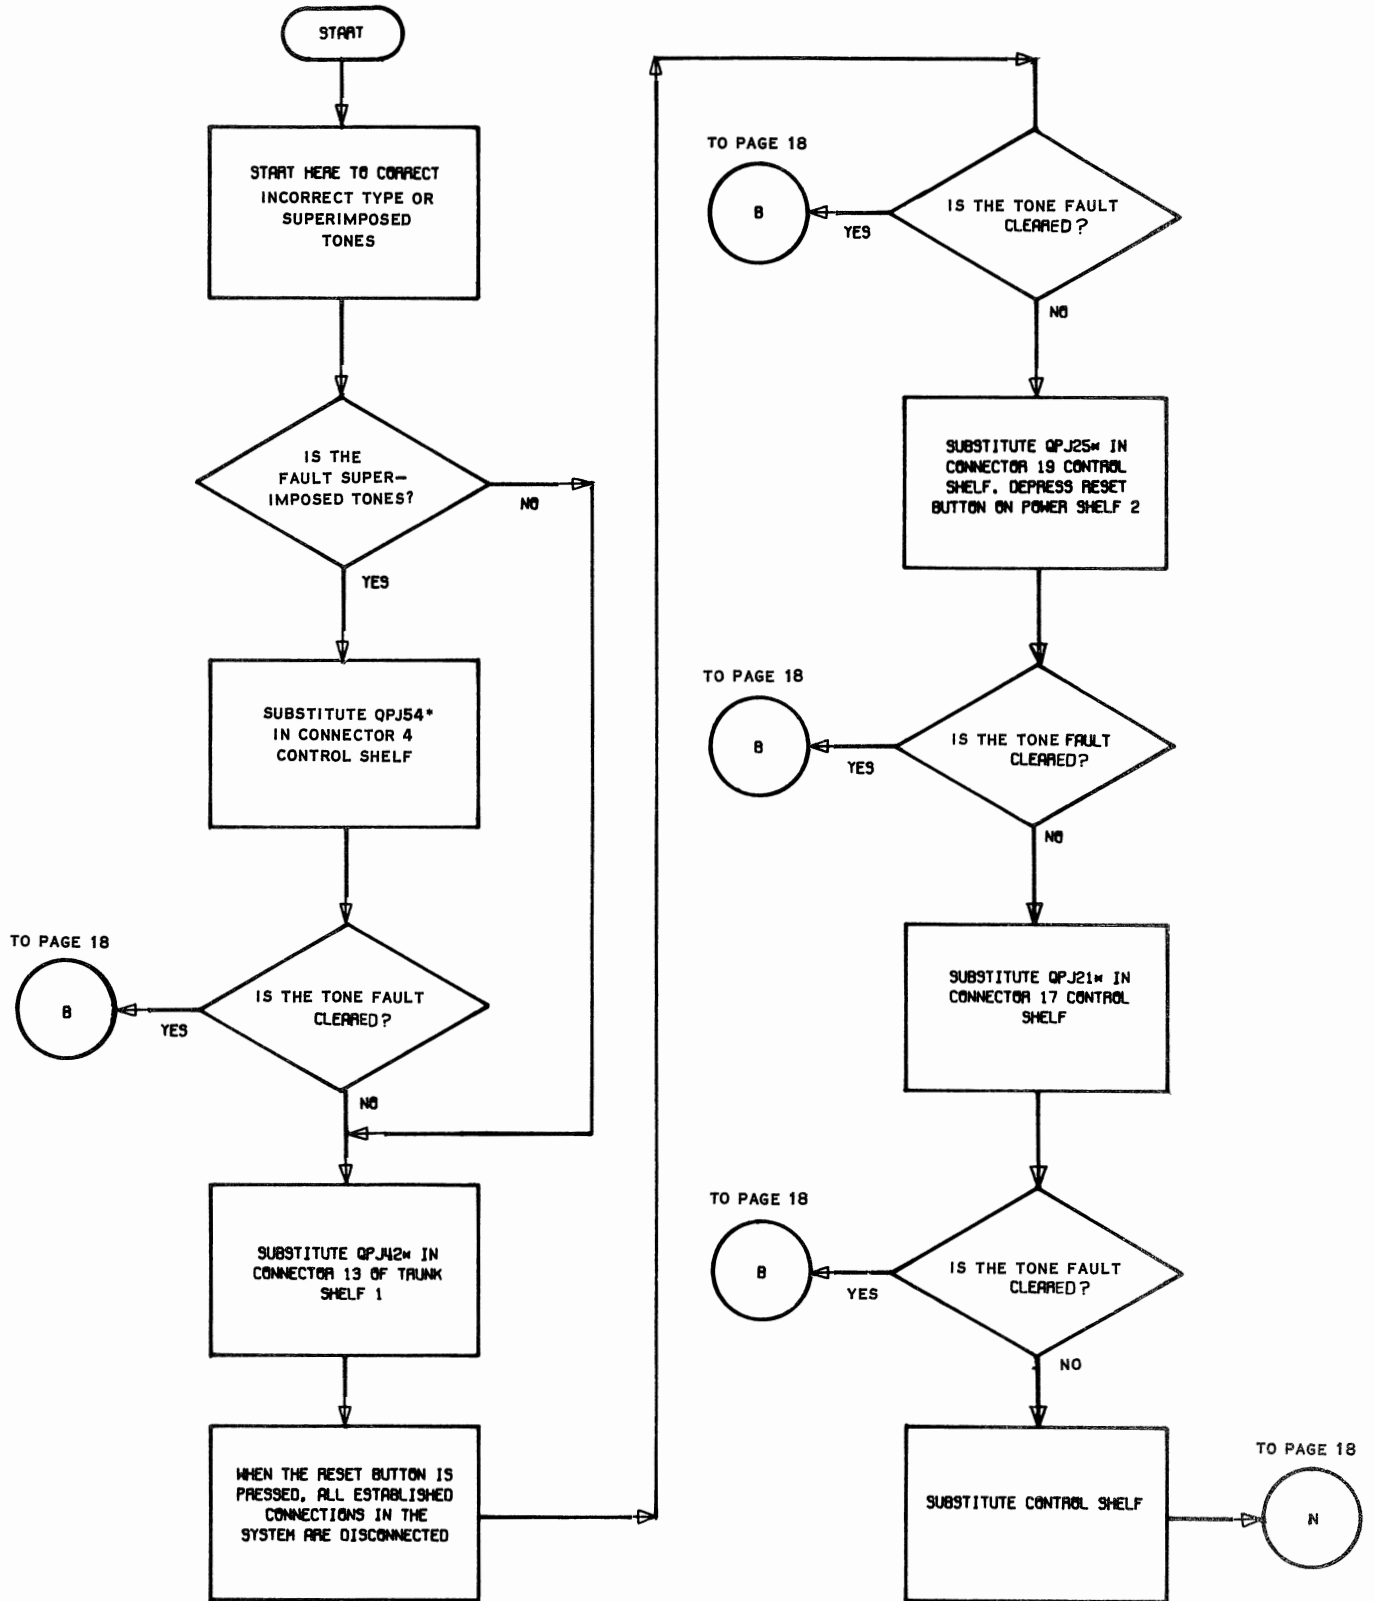 START
START HERE TO CORRECT
INCORRECT TYPE OR
SUPERIMPOSED
TONES
IS THE
FAULT SUPER-
IMPOSED TONES?
NO
YES
SUBSTITUTE QPJ54*
IN CONNECTOR 4
CONTROL SHELF
TO PAGE 18
B
YES
IS THE TONE FAULT
CLEARED?
NO
SUBSTITUTE QPJ42* IN
CONNECTOR 13 OF TRUNK
SHELF 1
WHEN THE RESET BUTTON IS
PRESSED, ALL ESTABLISHED
CONNECTIONS IN THE
SYSTEM ARE DISCONNECTED
TO PAGE 18
B
YES
IS THE TONE FAULT
CLEARED?
NO
SUBSTITUTE QPJ25* IN
CONNECTOR 19 CONTROL
SHELF. DEPRESS RESET
BUTTON ON POWER SHELF 2
TO PAGE 18
B
YES
IS THE TONE FAULT
CLEARED?
NO
SUBSTITUTE QPJ21* IN
CONNECTOR 17 CONTROL
SHELF
TO PAGE 18
B
YES
IS THE TONE FAULT
CLEARED?
NO
SUBSTITUTE CONTROL SHELF
TO PAGE 18
N